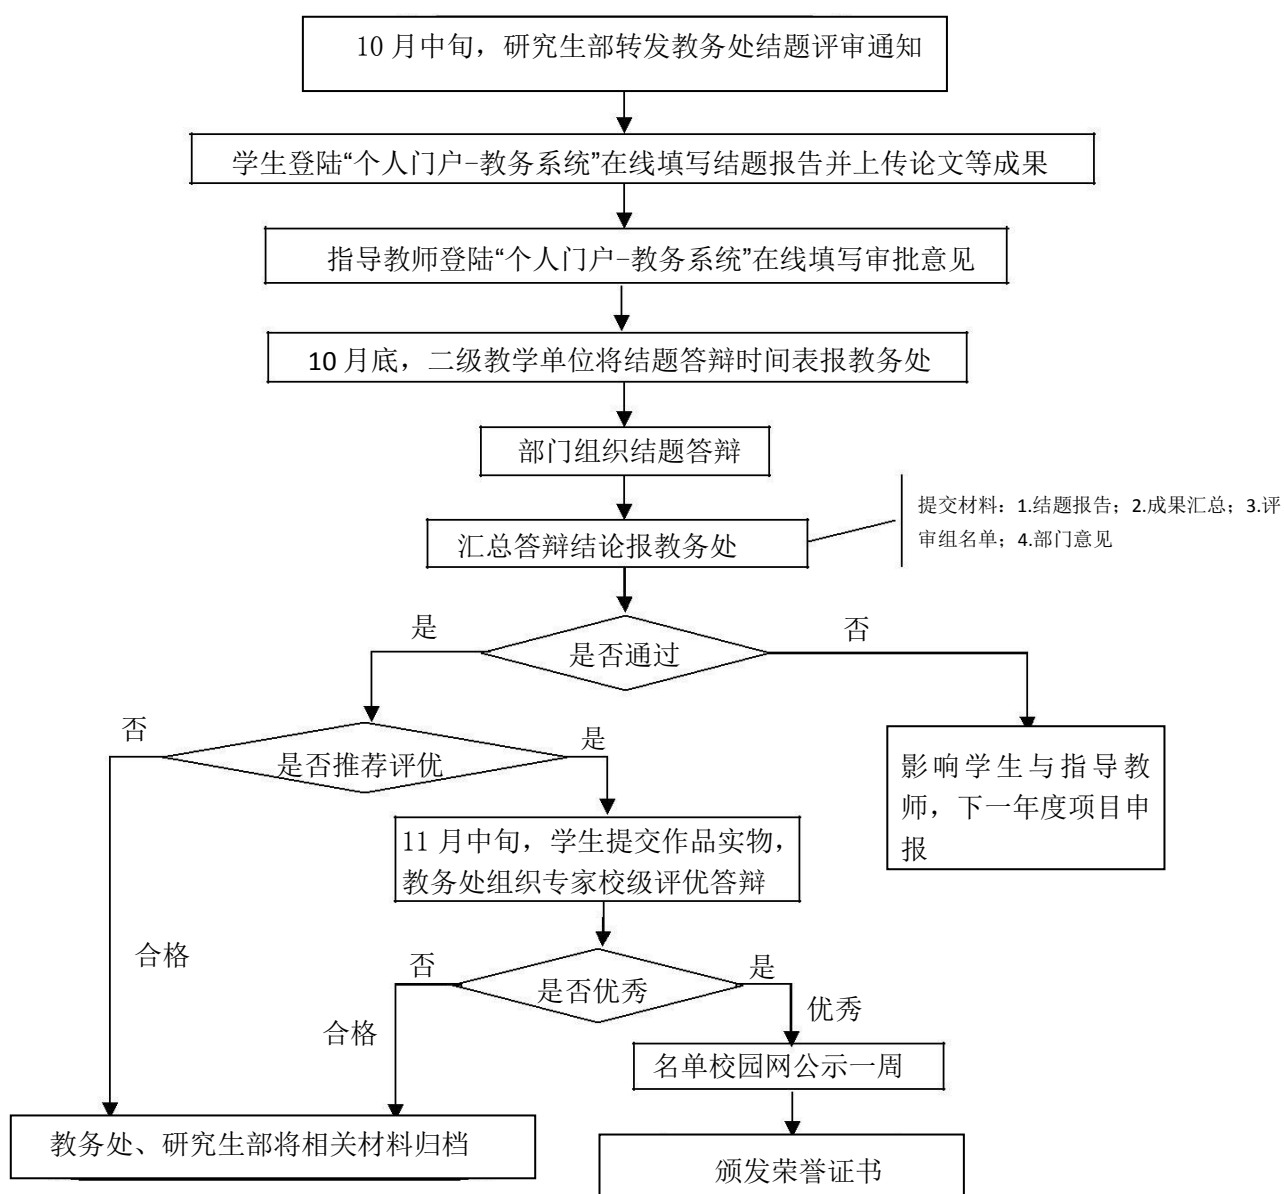 10 月中旬，研究生部转发教务处结题评审通知
学生登陆“个人门户-教务系统”在线填写结题报告并上传论文等成果
指导教师登陆“个人门户-教务系统”在线填写审批意见
10 月底，二级教学单位将结题答辩时间表报教务处
部门组织结题答辩
提交材料：1.结题报告；2.成果汇总；3.评
审组名单；4.部门意见
汇总答辩结论报教务处
是
否
是否通过
否
是
是否推荐评优
影响学生与指导教
师，下一年度项目申
报
11 月中旬，学生提交作品实物，
教务处组织专家校级评优答辩
合格
否
是
是否优秀
优秀
合格
名单校园网公示一周
教务处、研究生部将相关材料归档
颁发荣誉证书